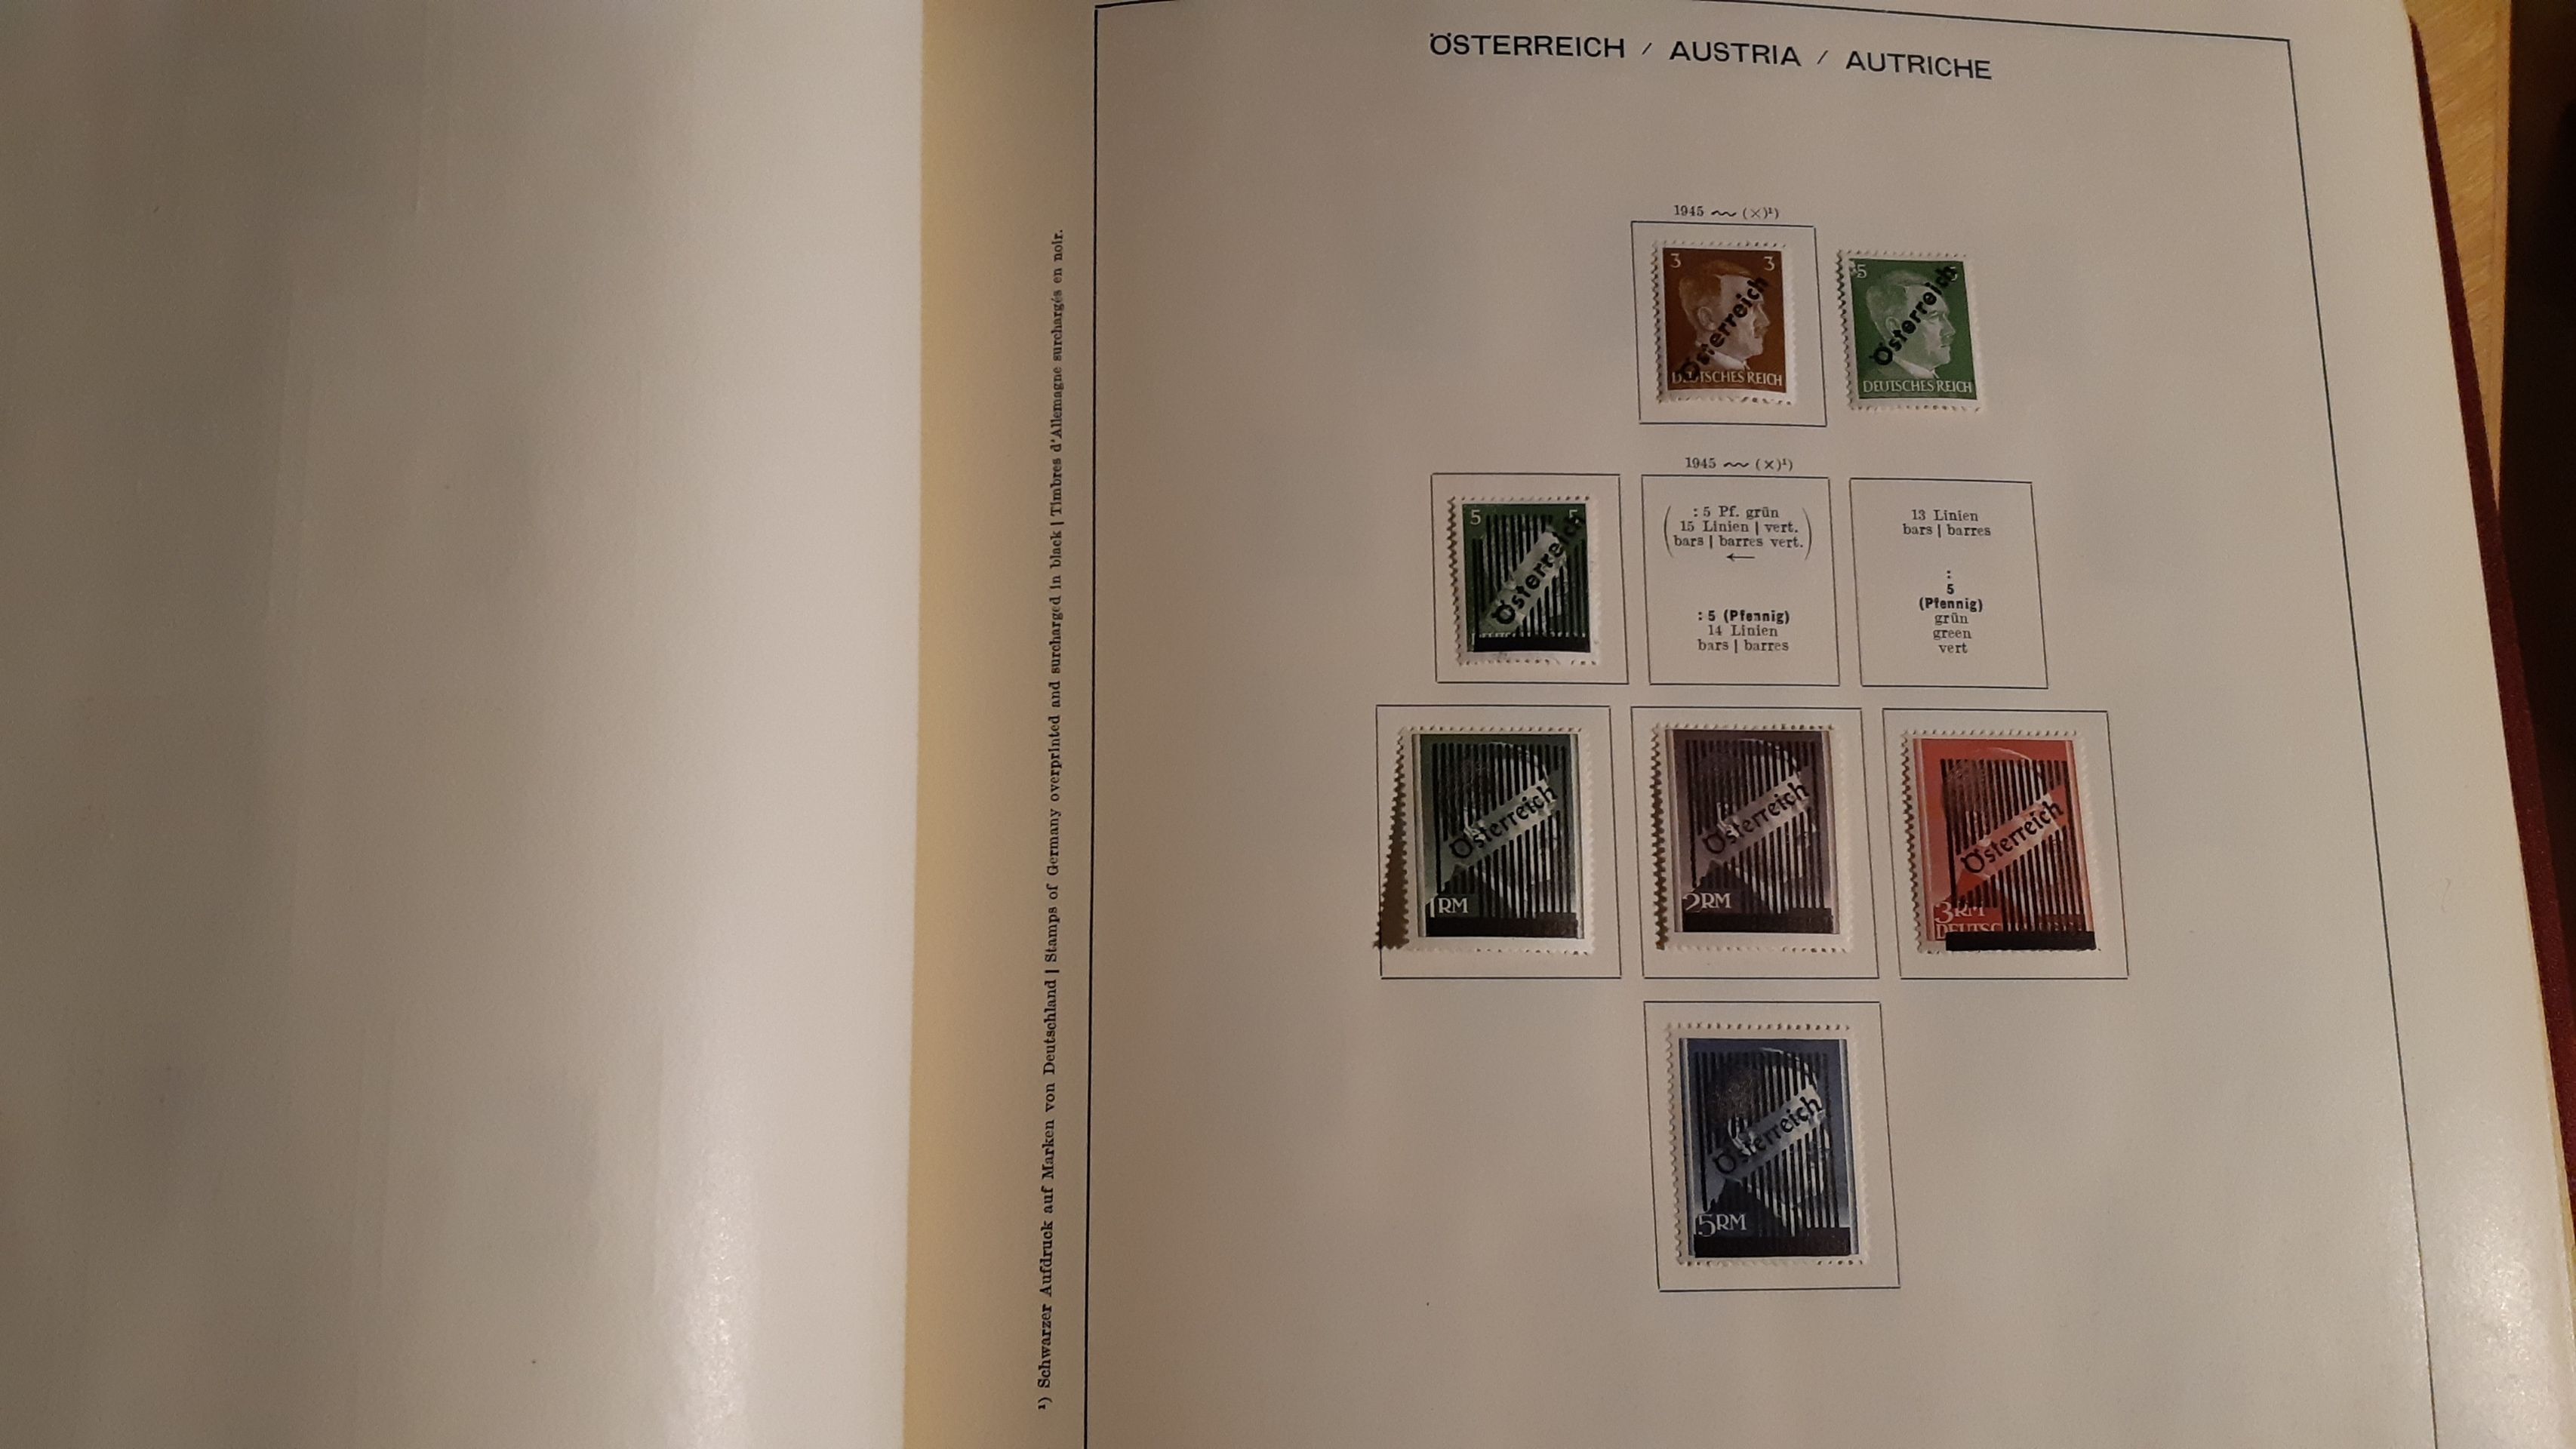 ÖSTERREICH / AUSTRIA / AUTRICHE
¹) Schwarzer Aufdruck auf Marken von Deutschland | Stamps of Germany overprinted and surcharged in black | Timbres d'Allemagne surchargés en noir.
1945 (×)¹)
3 3
Österreich
DEUTSCHES REICH
5
Österreich
DEUTSCHES REICH
1945 (×)¹)
5 5
Österreich
: 5 Pf. grün
15 Linien | vert.
bars | barres vert.
←
: 5 (Pfennig)
14 Linien
bars | barres
13 Linien
bars | barres
:
5
(Pfennig)
grün
green
vert
Österreich
1RM
Österreich
2RM
Österreich
3RM
Österreich
5RM